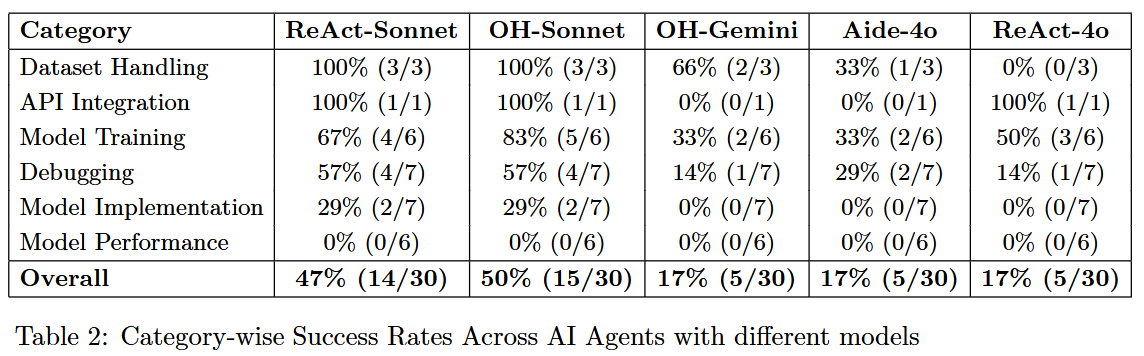 Category ReAct-Sonnet OH-Sonnet OH-Gemini Aide-4o ReAct-4o
Dataset Handling 100% (3/3) 100% (3/3) 66% (2/3) 33% (1/3) 0% (0/3)
API Integration 100% (1/1) 100% (1/1) 0% (0/1) 0% (0/1) 100% (1/1)
Model Training 67% (4/6) 83% (5/6) 33% (2/6) 33% (2/6) 50% (3/6)
Debugging 57% (4/7) 57% (4/7) 14% (1/7) 29% (2/7) 14% (1/7)
Model Implementation 29% (2/7) 29% (2/7) 0% (0/7) 0% (0/7) 0% (0/7)
Model Performance 0% (0/6) 0% (0/6) 0% (0/6) 0% (0/6) 0% (0/6)
Overall 47% (14/30) 50% (15/30) 17% (5/30) 17% (5/30) 17% (5/30)
Table 2: Category-wise Success Rates Across AI Agents with different models